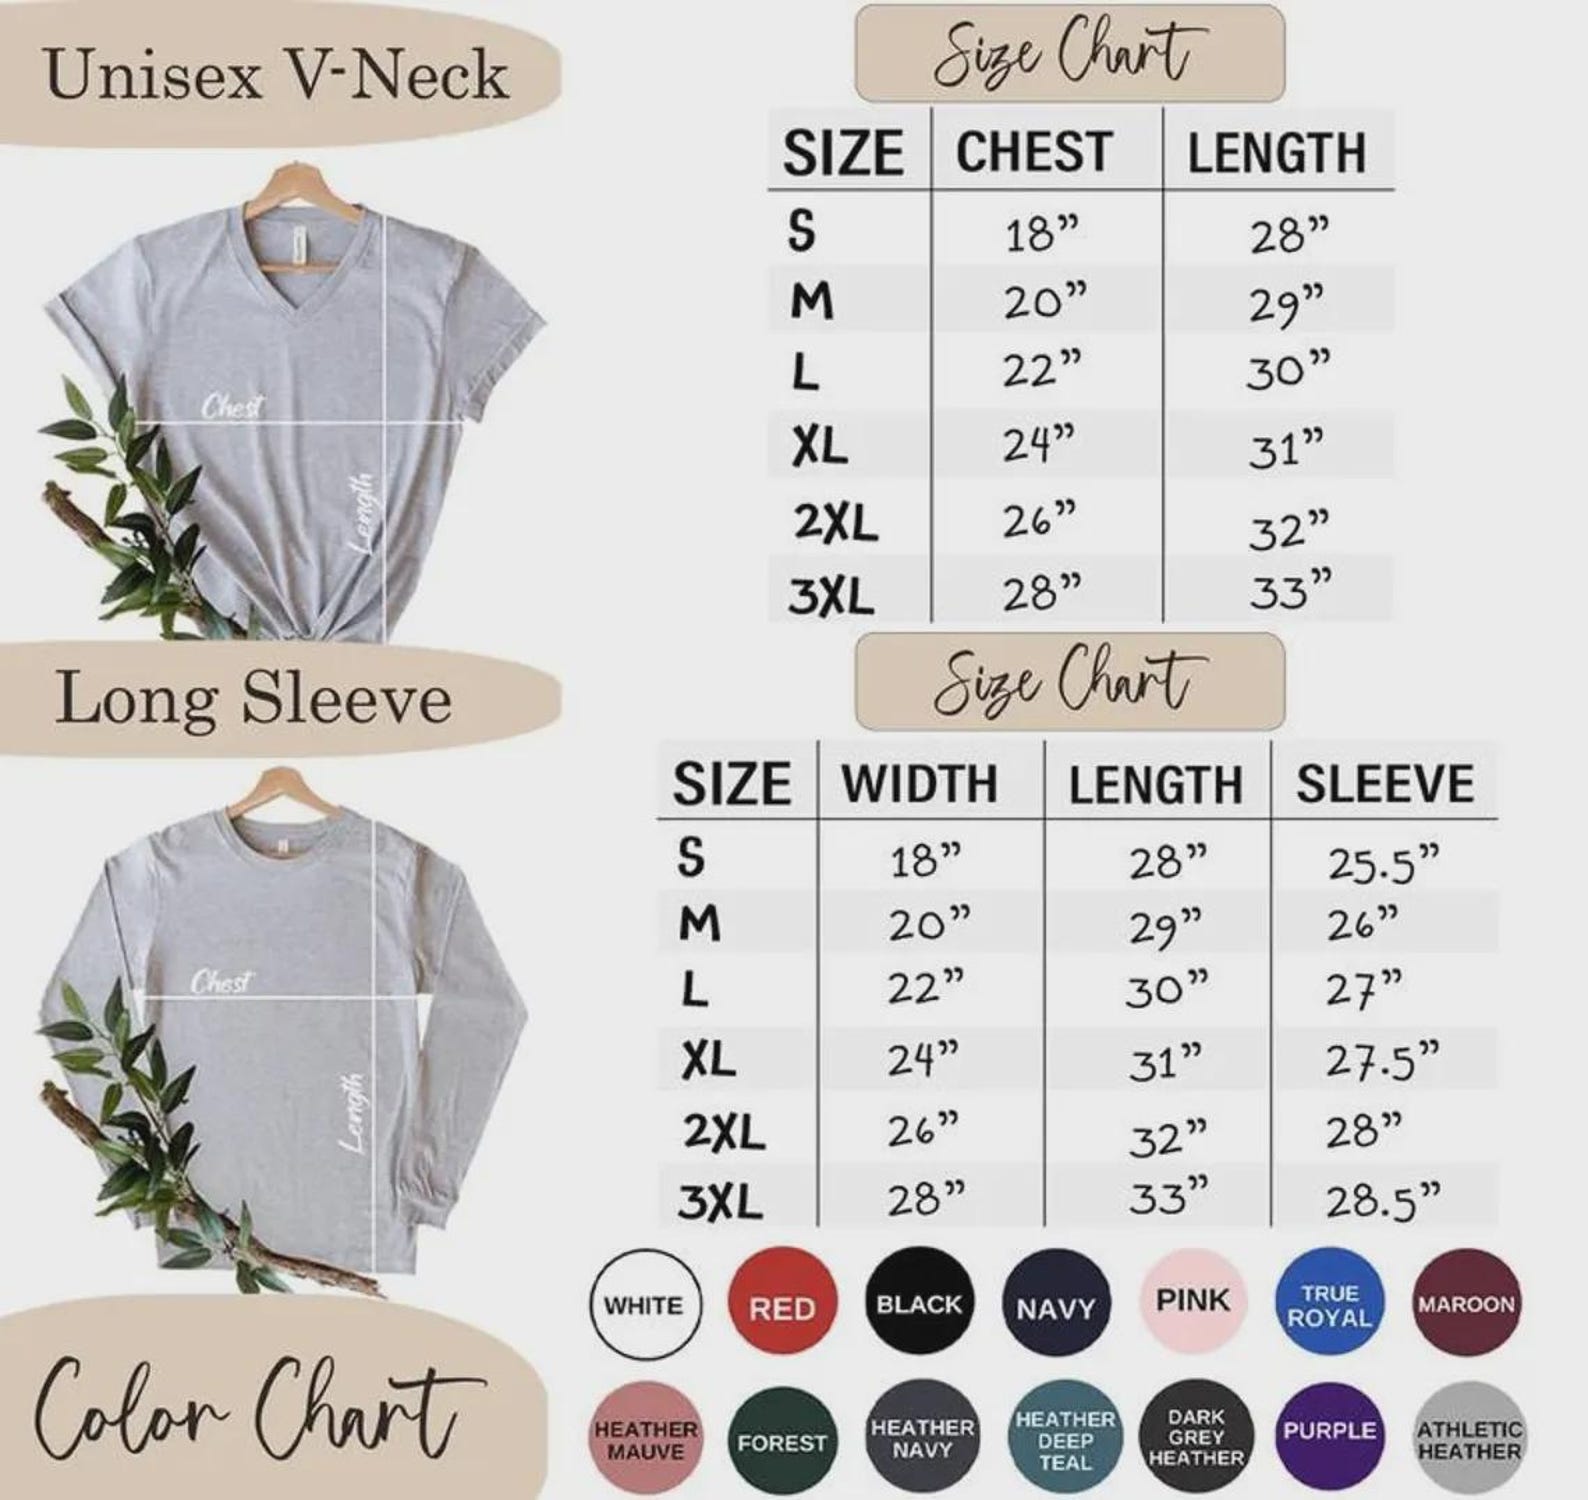 Unisex V-Neck
Size Chart
SIZE CHEST LENGTH
S 18” 28”
M 20” 29”
L 22” 30”
XL 24” 31”
2XL 26” 32”
3XL 28” 33”
Chest
Length
Long Sleeve
Size Chart
SIZE WIDTH LENGTH SLEEVE
S 18” 28” 25.5”
M 20” 29” 26”
L 22” 30” 27”
XL 24” 31” 27.5”
2XL 26” 32” 28”
3XL 28” 33” 28.5”
Chest
Length
Color Chart
WHITE
RED
BLACK
NAVY
PINK
TRUE
ROYAL
MAROON
HEATHER
MAUVE
FOREST
HEATHER
NAVY
HEATHER
DEEP
TEAL
DARK
GREY
HEATHER
PURPLE
ATHLETIC
HEATHER